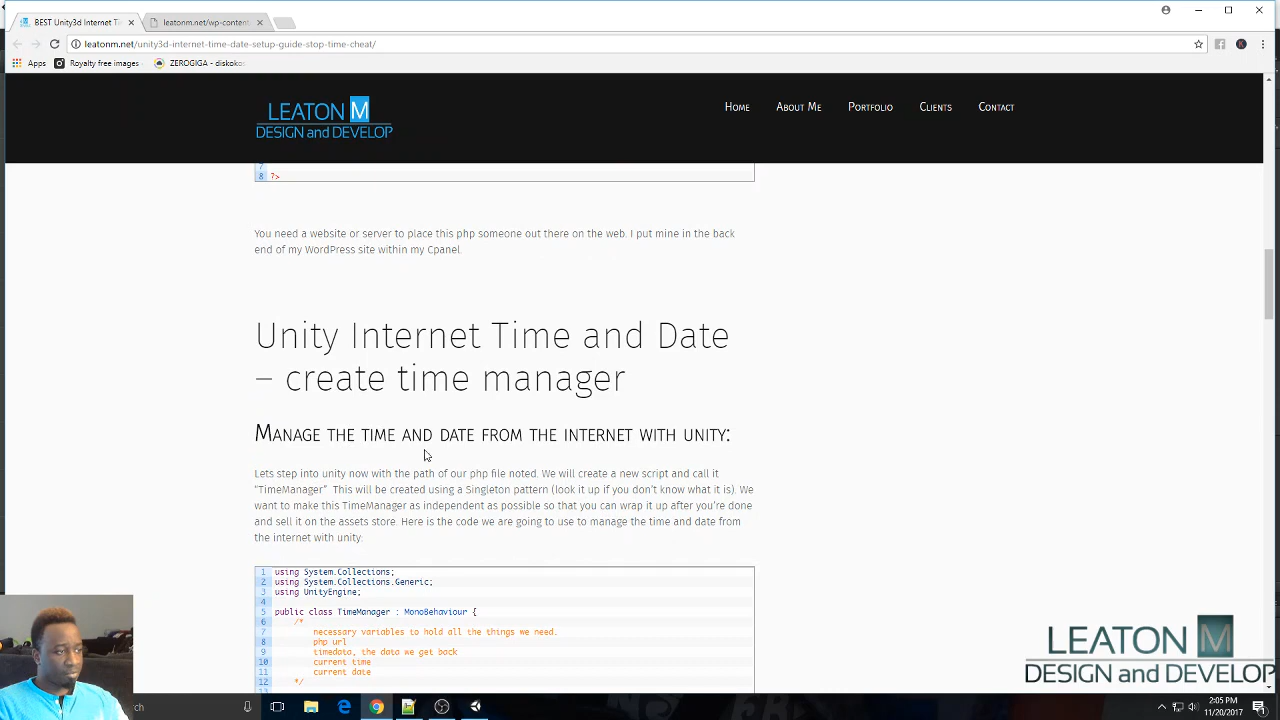 BEST Unity3d Internet Ti
leatonm.net/wp-content
leatonm.net/unity3d-internet-time-date-setup-guide-stop-time-cheat/
Apps
Royalty free images
ZEROGIGA - diskoko
LEATON M
DESIGN and DEVELOP
Home
About Me
Portfolio
Clients
Contact
7
8 ?>
You need a website or server to place this php someone out there on the web. I put mine in the back
end of my WordPress site within my Cpanel.
Unity Internet Time and Date
– create time manager
Manage the time and date from the internet with unity:
Lets step into unity now with the path of our php file noted. We will create a new script and call it
“TimeManager”. This will be created using a Singleton pattern (look it up if you don’t know what it is). We
want to make this TimeManager as independent as possible so that you can wrap it up after you’re done
and sell it on the assets store. Here is the code we are going to use to manage the time and date from
the internet with unity:
1 using System.Collections;
2 using System.Collections.Generic;
3 using UnityEngine;
4
5 public class TimeManager : MonoBehaviour {
6 /*
7 necessary variables to hold all the things we need.
8 php url
9 timedata, the data we get back
10 current time
11 current date
12 */
LEATON M
DESIGN and DEVELOP
ch
2:05 PM
11/20/2017